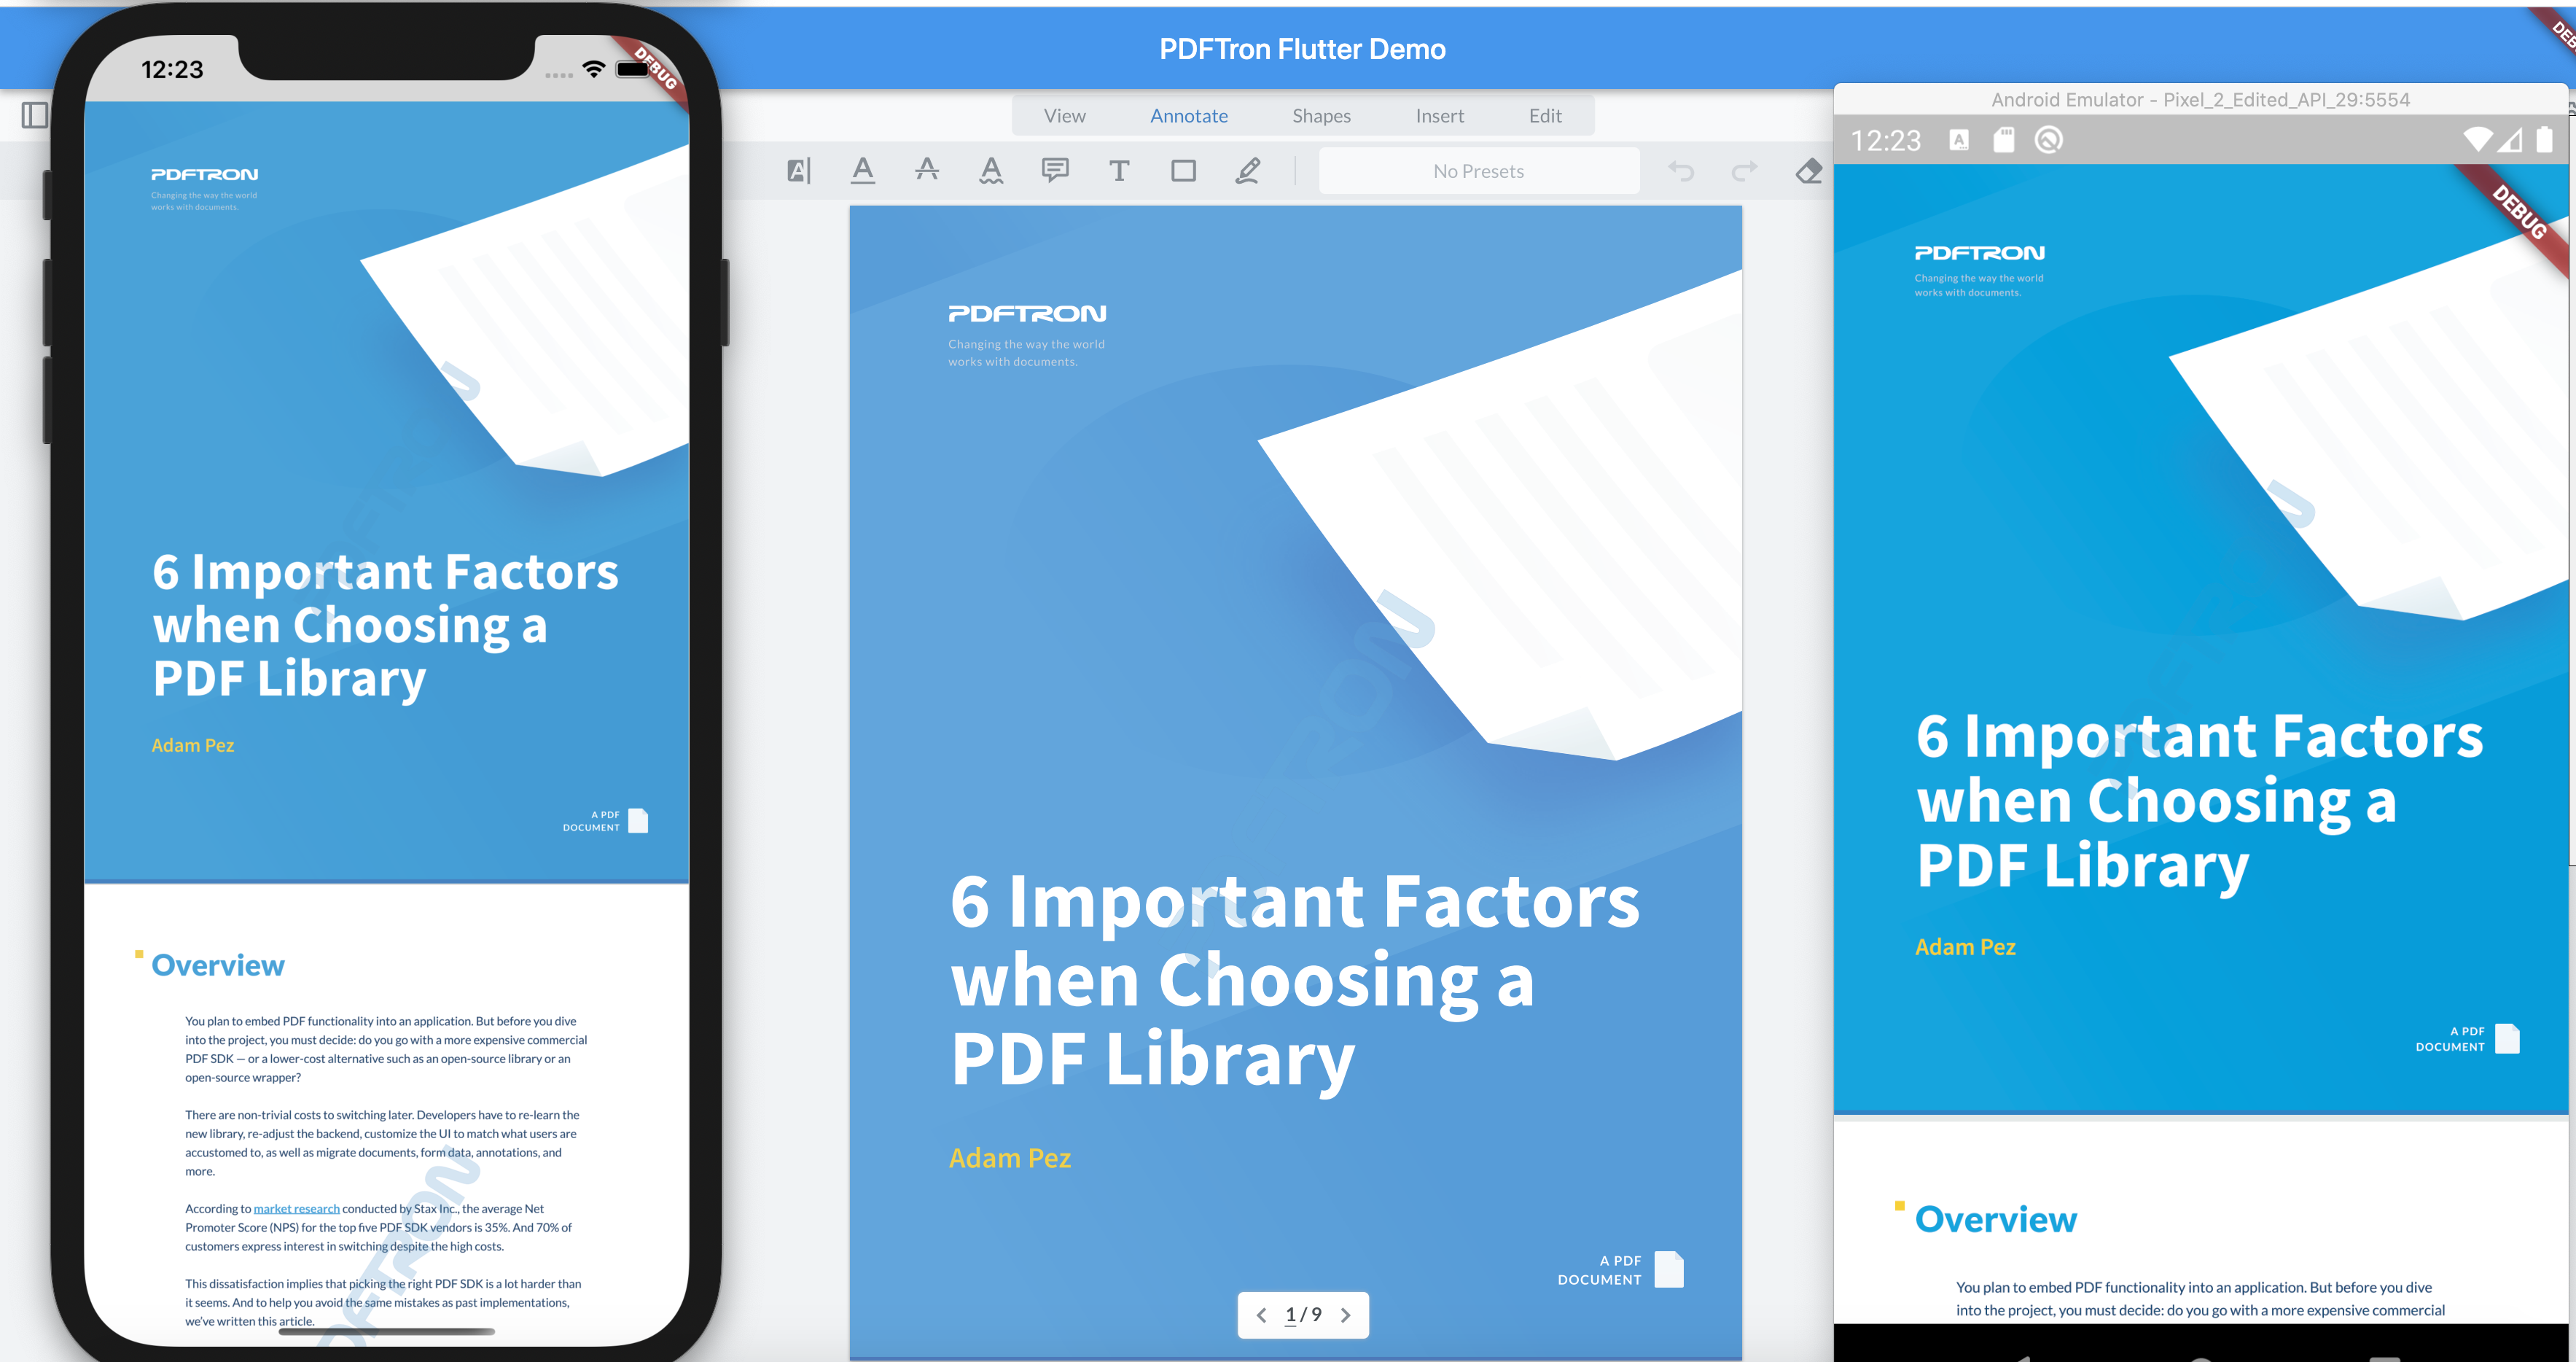 PDFTron Flutter Demo
12:23
DEBUG
PDFTRON
Changing the way the world
works with documents.
PDFTRON
6 Important Factors
when Choosing a
PDF Library
Adam Pez
A PDF
DOCUMENT
Overview
You plan to embed PDF functionality into an application. But before you dive
into the project, you must decide: do you go with a more expensive commercial
PDF SDK — or a lower-cost alternative such as an open-source library or an
open-source wrapper?
There are non-trivial costs to switching later. Developers have to re-learn the
new library, re-adjust the backend, customize the UI to match what users are
accustomed to, as well as migrate documents, form data, annotations, and
more.
According to market research conducted by Stax Inc., the average Net
Promoter Score (NPS) for the top five PDF SDK vendors is 35%. And 70% of
customers express interest in switching despite the high costs.
This dissatisfaction implies that picking the right PDF SDK is a lot harder than
it seems. And to help you avoid the same mistakes as past implementations,
we've written this article.
PDFTRON
View Annotate Shapes Insert Edit
No Presets
PDFTRON
Changing the way the world
works with documents.
PDFTRON
6 Important Factors
when Choosing a
PDF Library
Adam Pez
A PDF
DOCUMENT
1 / 9
DEB
Android Emulator - Pixel_2_Edited_API_29:5554
12:23
DEBUG
PDFTRON
Changing the way the world
works with documents.
6 Important Factors
when Choosing a
PDF Library
Adam Pez
A PDF
DOCUMENT
Overview
You plan to embed PDF functionality into an application. But before you dive
into the project, you must decide: do you go with a more expensive commercial